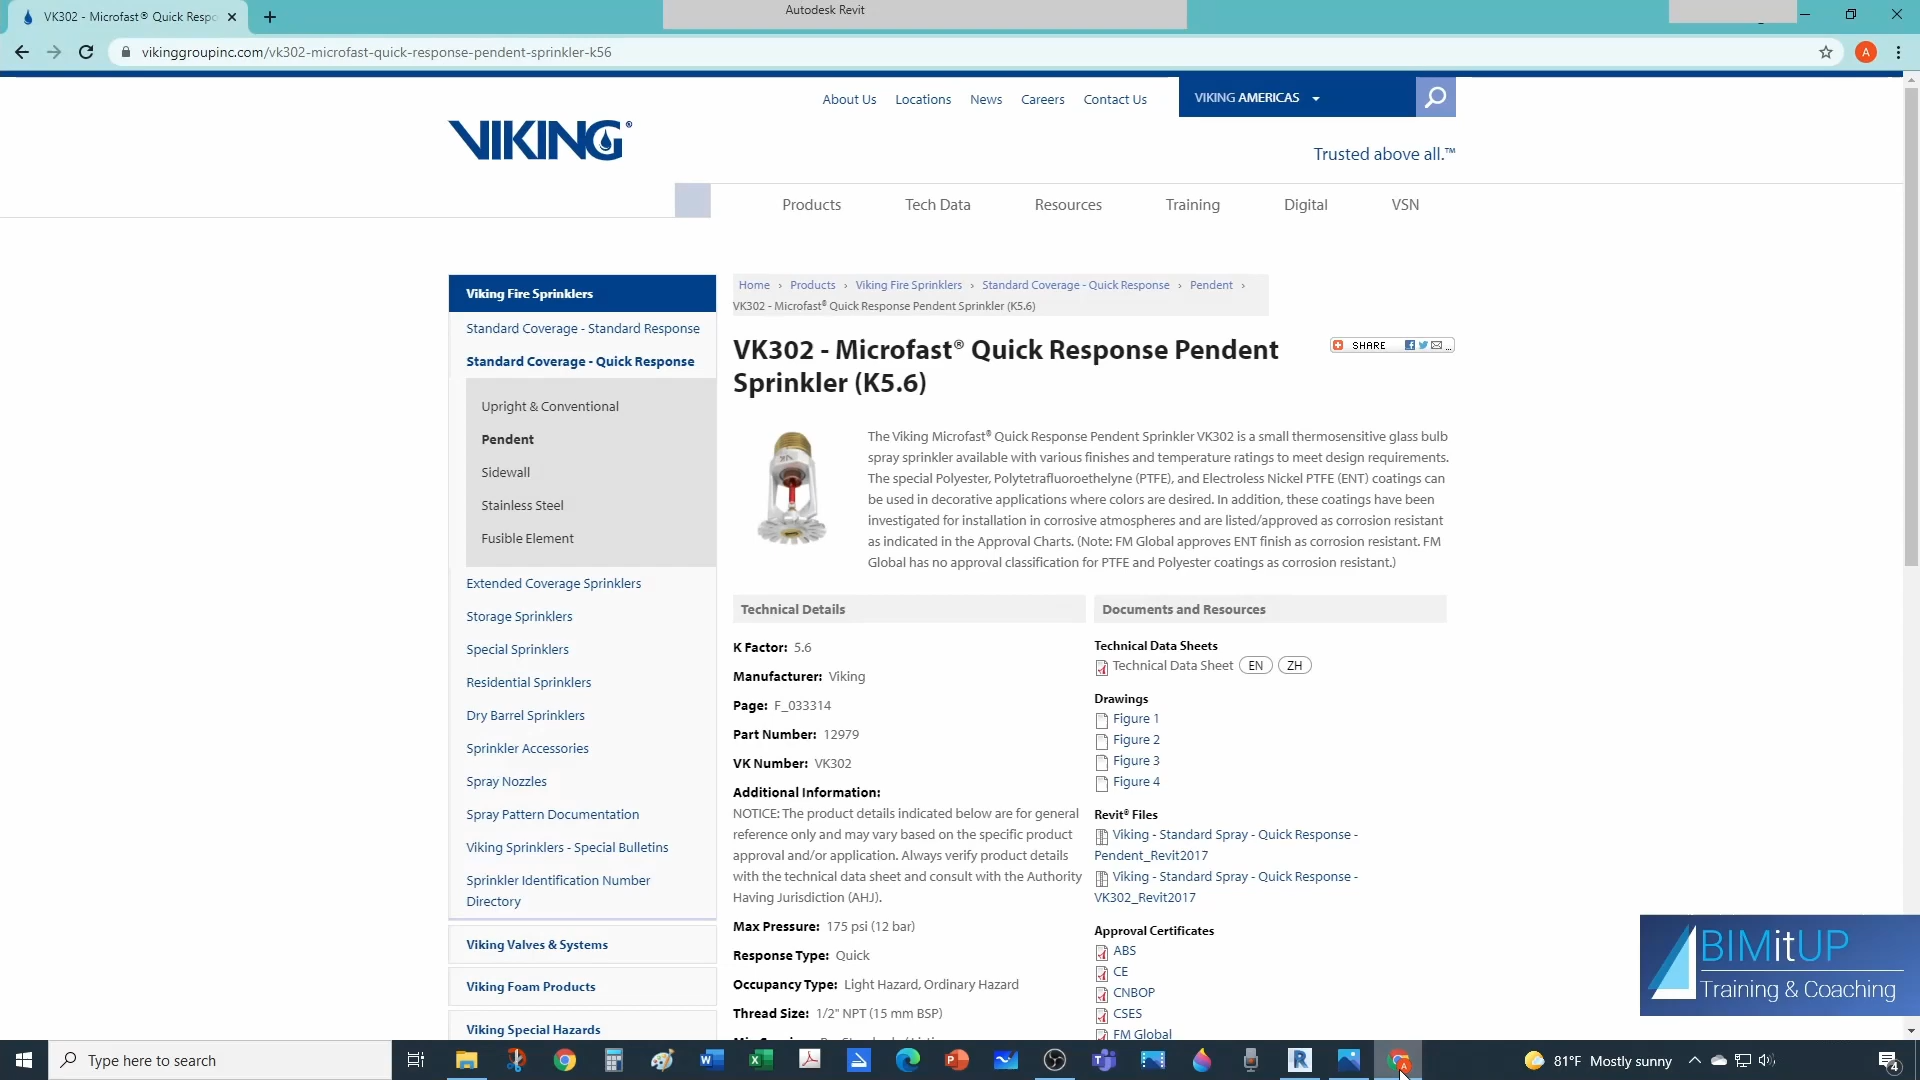 VK302 - Microfast® Quick Respo
Autodesk Revit
vikinggroupinc.com/vk302-microfast-quick-response-pendent-sprinkler-k56
A
About Us Locations News Careers Contact Us
VIKING AMERICAS
VIKING®
Trusted above all.™
Products Tech Data Resources Training Digital VSN
Viking Fire Sprinklers
Standard Coverage - Standard Response
Standard Coverage - Quick Response
Upright & Conventional
Pendent
Sidewall
Stainless Steel
Fusible Element
Extended Coverage Sprinklers
Storage Sprinklers
Special Sprinklers
Residential Sprinklers
Dry Barrel Sprinklers
Sprinkler Accessories
Spray Nozzles
Spray Pattern Documentation
Viking Sprinklers - Special Bulletins
Sprinkler Identification Number
Directory
Viking Valves & Systems
Viking Foam Products
Viking Special Hazards
Home › Products › Viking Fire Sprinklers › Standard Coverage - Quick Response › Pendent ›
VK302 - Microfast® Quick Response Pendent Sprinkler (K5.6)
VK302 - Microfast® Quick Response Pendent
Sprinkler (K5.6)
SHARE
The Viking Microfast® Quick Response Pendent Sprinkler VK302 is a small thermosensitive glass bulb
spray sprinkler available with various finishes and temperature ratings to meet design requirements.
The special Polyester, Polytetrafluoroethelyne (PTFE), and Electroless Nickel PTFE (ENT) coatings can
be used in decorative applications where colors are desired. In addition, these coatings have been
investigated for installation in corrosive atmospheres and are listed/approved as corrosion resistant
as indicated in the Approval Charts. (Note: FM Global approves ENT finish as corrosion resistant. FM
Global has no approval classification for PTFE and Polyester coatings as corrosion resistant.)
Technical Details
K Factor: 5.6
Manufacturer: Viking
Page: F_033314
Part Number: 12979
VK Number: VK302
Additional Information:
NOTICE: The product details indicated below are for general
reference only and may vary based on the specific product
approval and/or application. Always verify product details
with the technical data sheet and consult with the Authority
Having Jurisdiction (AHJ).
Max Pressure: 175 psi (12 bar)
Response Type: Quick
Occupancy Type: Light Hazard, Ordinary Hazard
Thread Size: 1/2" NPT (15 mm BSP)
Documents and Resources
Technical Data Sheets
Technical Data Sheet EN ZH
Drawings
Figure 1
Figure 2
Figure 3
Figure 4
Revit® Files
Viking - Standard Spray - Quick Response -
Pendent_Revit2017
Viking - Standard Spray - Quick Response -
VK302_Revit2017
Approval Certificates
ABS
CE
CNBOP
CSES
FM Global
BIMitUP
Training & Coaching
Type here to search
81°F Mostly sunny
4